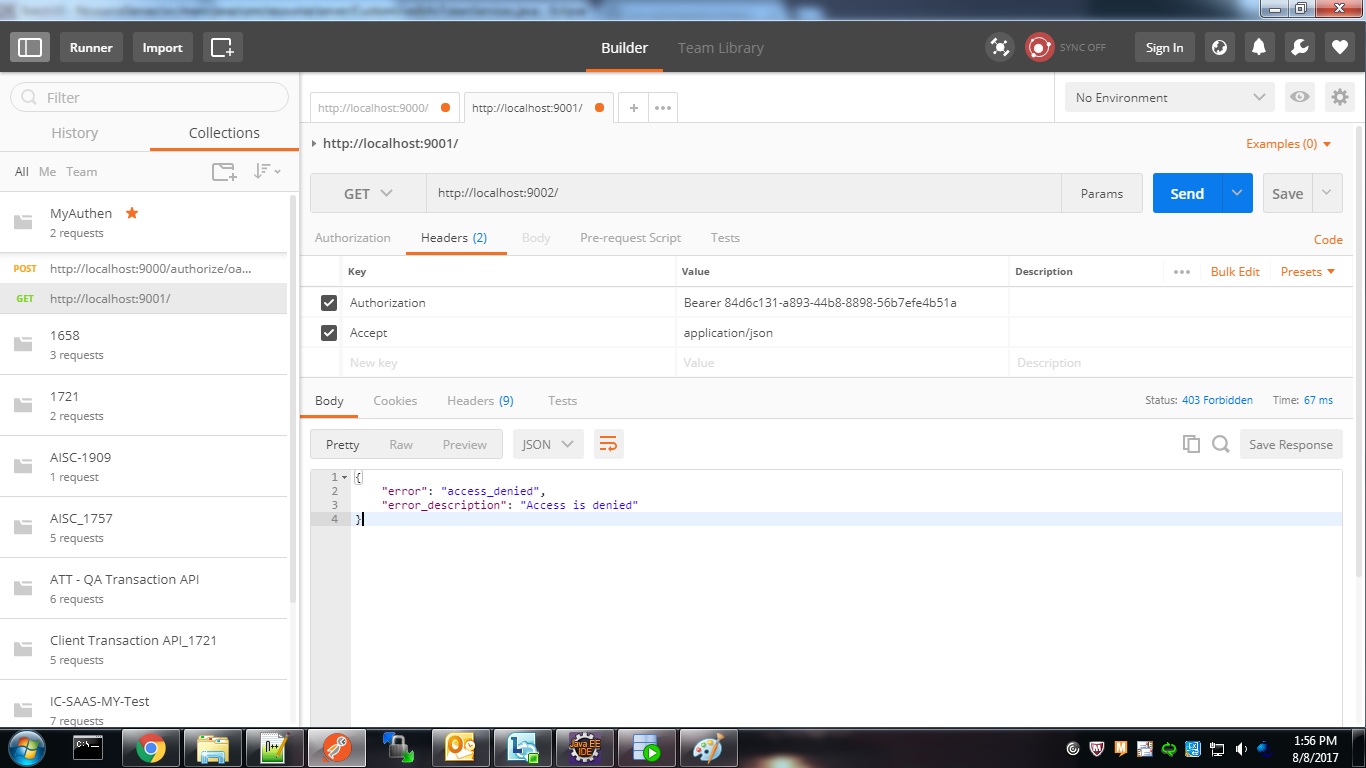 Runner
Import
Builder
Team Library
SYNC OFF
Sign In
Filter
History
Collections
All
Me
Team
MyAuthen
2 requests
POST http://localhost:9000/authorize/oa...
GET http://localhost:9001/
1658
3 requests
1721
2 requests
AISC-1909
1 request
AISC_1757
5 requests
ATT - QA Transaction API
6 requests
Client Transaction API_1721
5 requests
IC-SAAS-MY-Test
7 requests
http://localhost:9000/
http://localhost:9001/
No Environment
http://localhost:9001/
Examples (0)
GET
http://localhost:9002/
Params
Send
Save
Authorization
Headers (2)
Body
Pre-request Script
Tests
Code
Key
Value
Description
Bulk Edit
Presets
Authorization
Bearer 84d6c131-a893-44b8-8898-56b7efe4b51a
Accept
application/json
New key
Value
Description
Body
Cookies
Headers (9)
Tests
Status: 403 Forbidden
Time: 67 ms
Pretty
Raw
Preview
JSON
Save Response
1 {
2 "error": "access_denied",
3 "error_description": "Access is denied"
4 }
C:\
Java EE
IDE
1:56 PM
8/8/2017